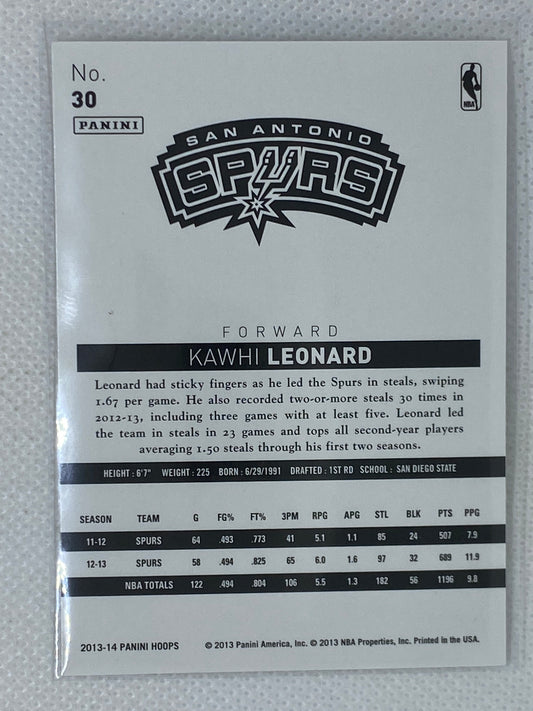 No.
30
PANINI
NBA
SAN ANTONIO
SPURS
FORWARD
KAWHI LEONARD
Leonard had sticky fingers as he led the Spurs in steals, swiping
1.67 per game. He also recorded two-or-more steals 30 times in
2012-13, including three games with at least five. Leonard led
the team in steals in 23 games and tops all second-year players
averaging 1.50 steals through his first two seasons.
HEIGHT : 6'7" WEIGHT : 225 BORN : 6/29/1991 DRAFTED : 1ST RD SCHOOL : SAN DIEGO STATE
SEASON TEAM G FG% FT% 3PM RPG APG STL BLK PTS PPG
11-12 SPURS 64 .493 .773 41 5.1 1.1 85 24 507 7.9
12-13 SPURS 58 .494 .825 65 6.0 1.6 97 32 689 11.9
NBA TOTALS 122 .494 .804 106 5.5 1.3 182 56 1196 9.8
2013-14 PANINI HOOPS © 2013 Panini America, Inc. © 2013 NBA Properties, Inc. Printed in the USA.